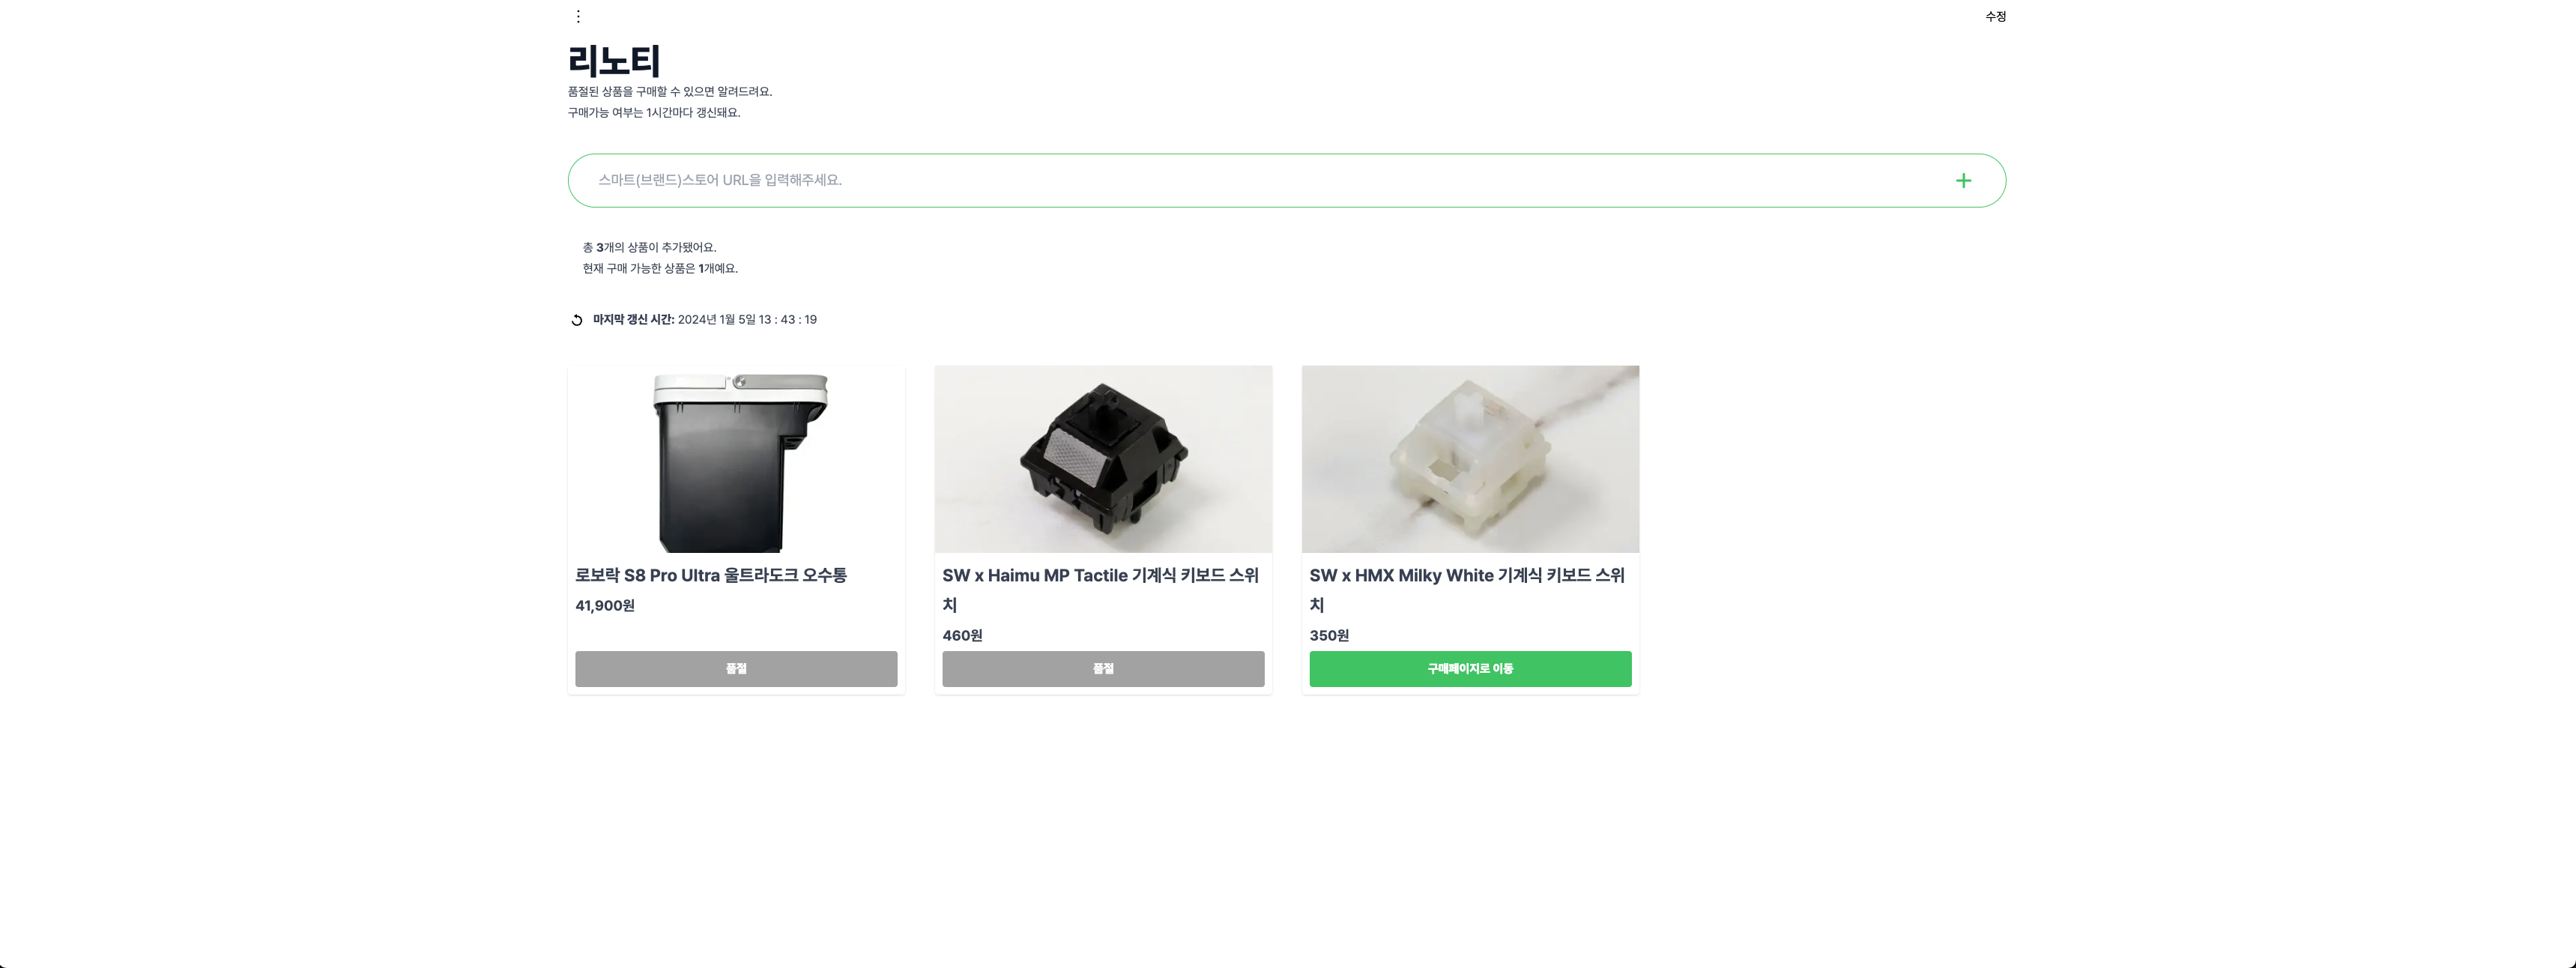 수정
리노티
품절된 상품을 구매할 수 있으면 알려드려요.
구매가능 여부는 1시간마다 갱신돼요.
스마트(브랜드)스토어 URL을 입력해주세요.
총 3개의 상품이 추가됐어요.
현재 구매 가능한 상품은 1개예요.
마지막 갱신 시간: 2024년 1월 5일 13 : 43 : 19
로보락 S8 Pro Ultra 울트라도크 오수통
41,900원
품절
SW x Haimu MP Tactile 기계식 키보드 스위
치
460원
품절
SW x HMX Milky White 기계식 키보드 스위
치
350원
구매페이지로 이동